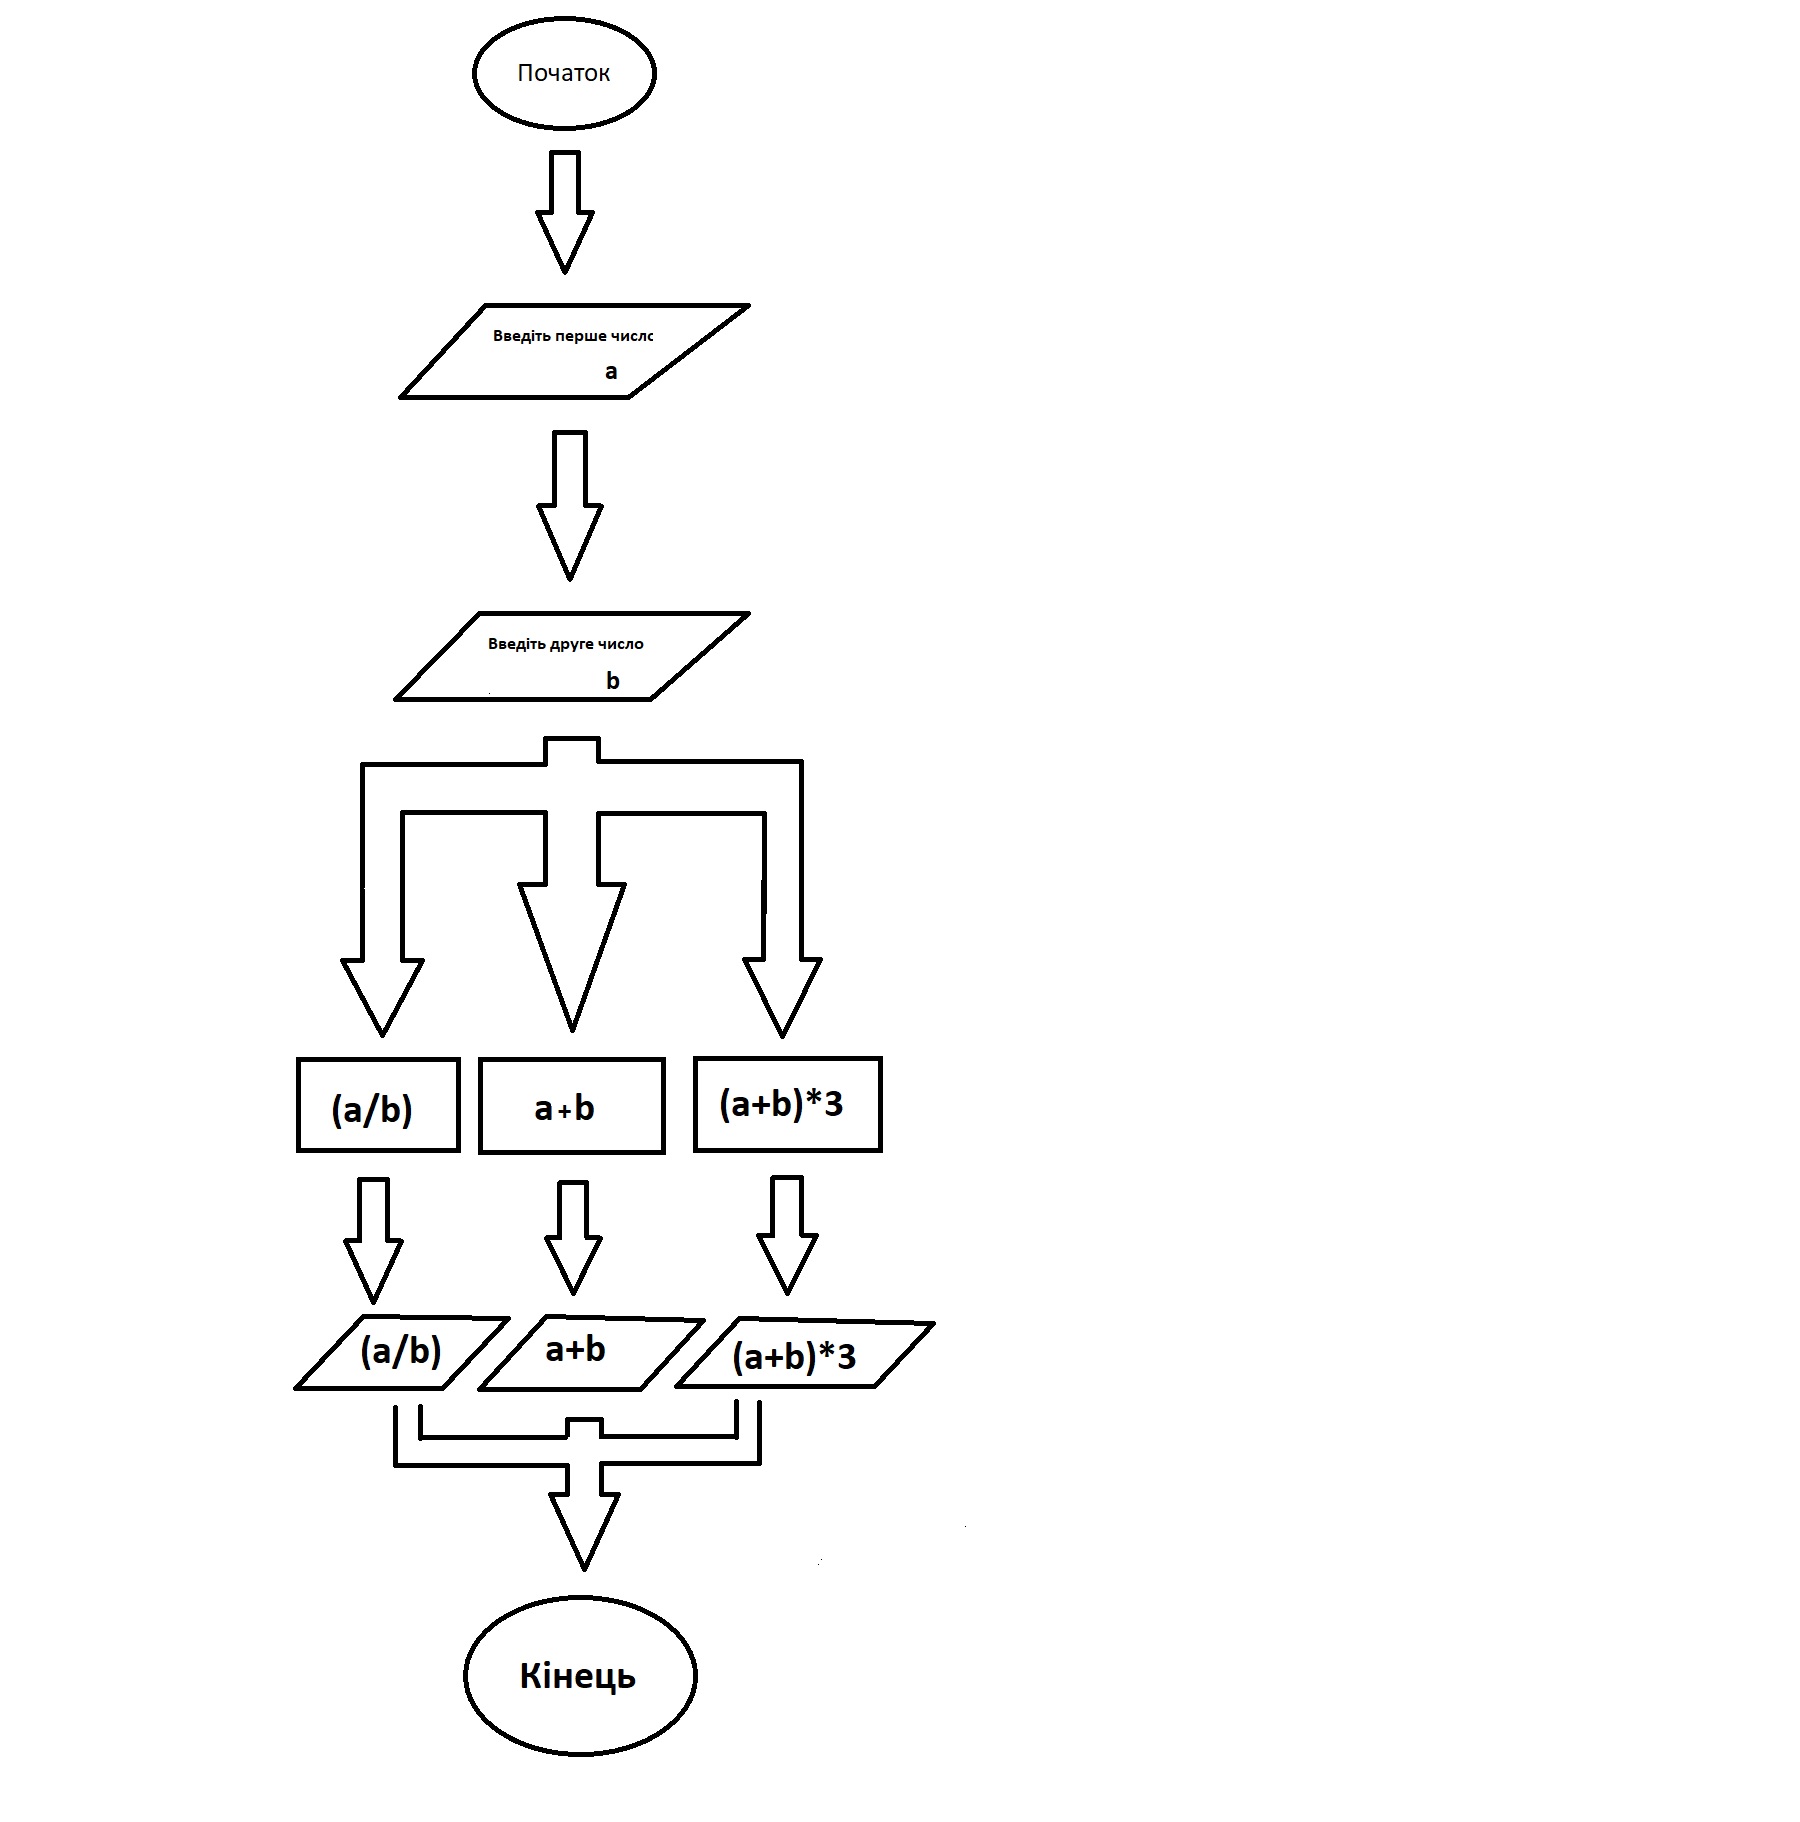 Початок
Введіть перше число
a
Введіть друге число
b
(a/b)
a+b
(a+b)*3
(a/b)
a+b
(a+b)*3
Кінець